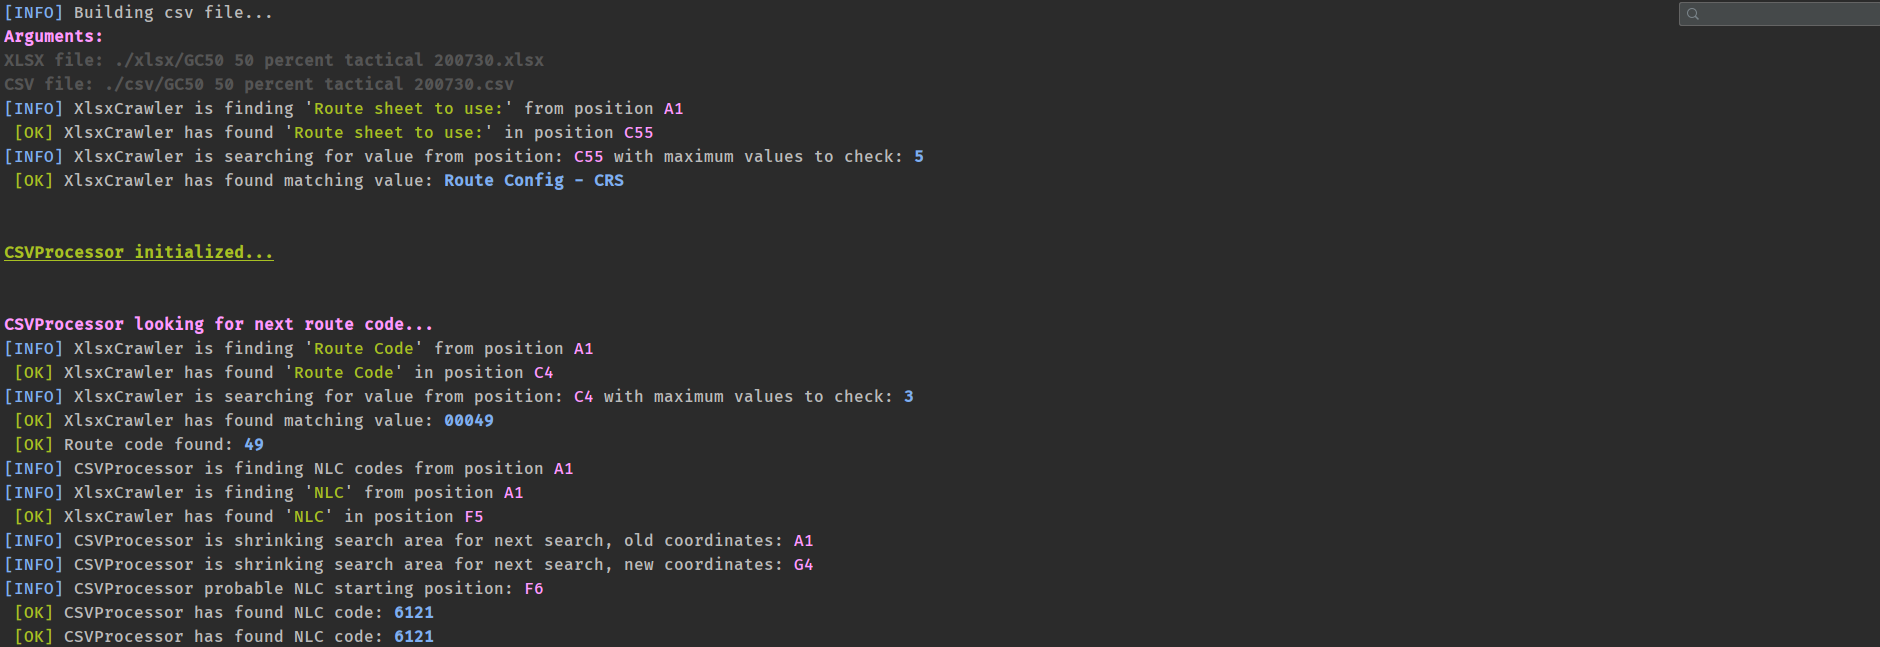 [INFO] Building csv file...
Arguments:
XLSX file: ./xlsx/GC50 50 percent tactical 200730.xlsx
CSV file: ./csv/GC50 50 percent tactical 200730.csv
[INFO] XlsxCrawler is finding 'Route sheet to use:' from position A1
[OK] XlsxCrawler has found 'Route sheet to use:' in position C55
[INFO] XlsxCrawler is searching for value from position: C55 with maximum values to check: 5
[OK] XlsxCrawler has found matching value: Route Config - CRS
CSVProcessor initialized...
CSVProcessor looking for next route code...
[INFO] XlsxCrawler is finding 'Route Code' from position A1
[OK] XlsxCrawler has found 'Route Code' in position C4
[INFO] XlsxCrawler is searching for value from position: C4 with maximum values to check: 3
[OK] XlsxCrawler has found matching value: 00049
[OK] Route code found: 49
[INFO] CSVProcessor is finding NLC codes from position A1
[INFO] XlsxCrawler is finding 'NLC' from position A1
[OK] XlsxCrawler has found 'NLC' in position F5
[INFO] CSVProcessor is shrinking search area for next search, old coordinates: A1
[INFO] CSVProcessor is shrinking search area for next search, new coordinates: G4
[INFO] CSVProcessor probable NLC starting position: F6
[OK] CSVProcessor has found NLC code: 6121
[OK] CSVProcessor has found NLC code: 6121